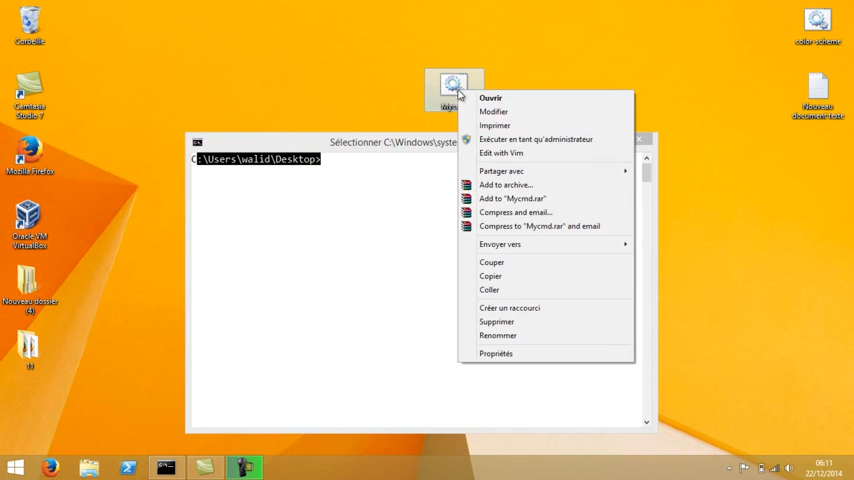 Corbeille
Camtasia
Studio 7
Mozilla Firefox
Oracle VM
VirtualBox
Nouveau dossier
(4)
11
color-scheme
Nouveau
document texte
Sélectionner C:\Windows\syste
C:\Users\walid\Desktop>
Ouvrir
Modifier
Imprimer
Exécuter en tant qu'administrateur
Edit with Vim
Partager avec
Add to archive...
Add to "Mycmd.rar"
Compress and email...
Compress to "Mycmd.rar" and email
Envoyer vers
Couper
Copier
Coller
Créer un raccourci
Supprimer
Renommer
Propriétés
06:11
22/12/2014